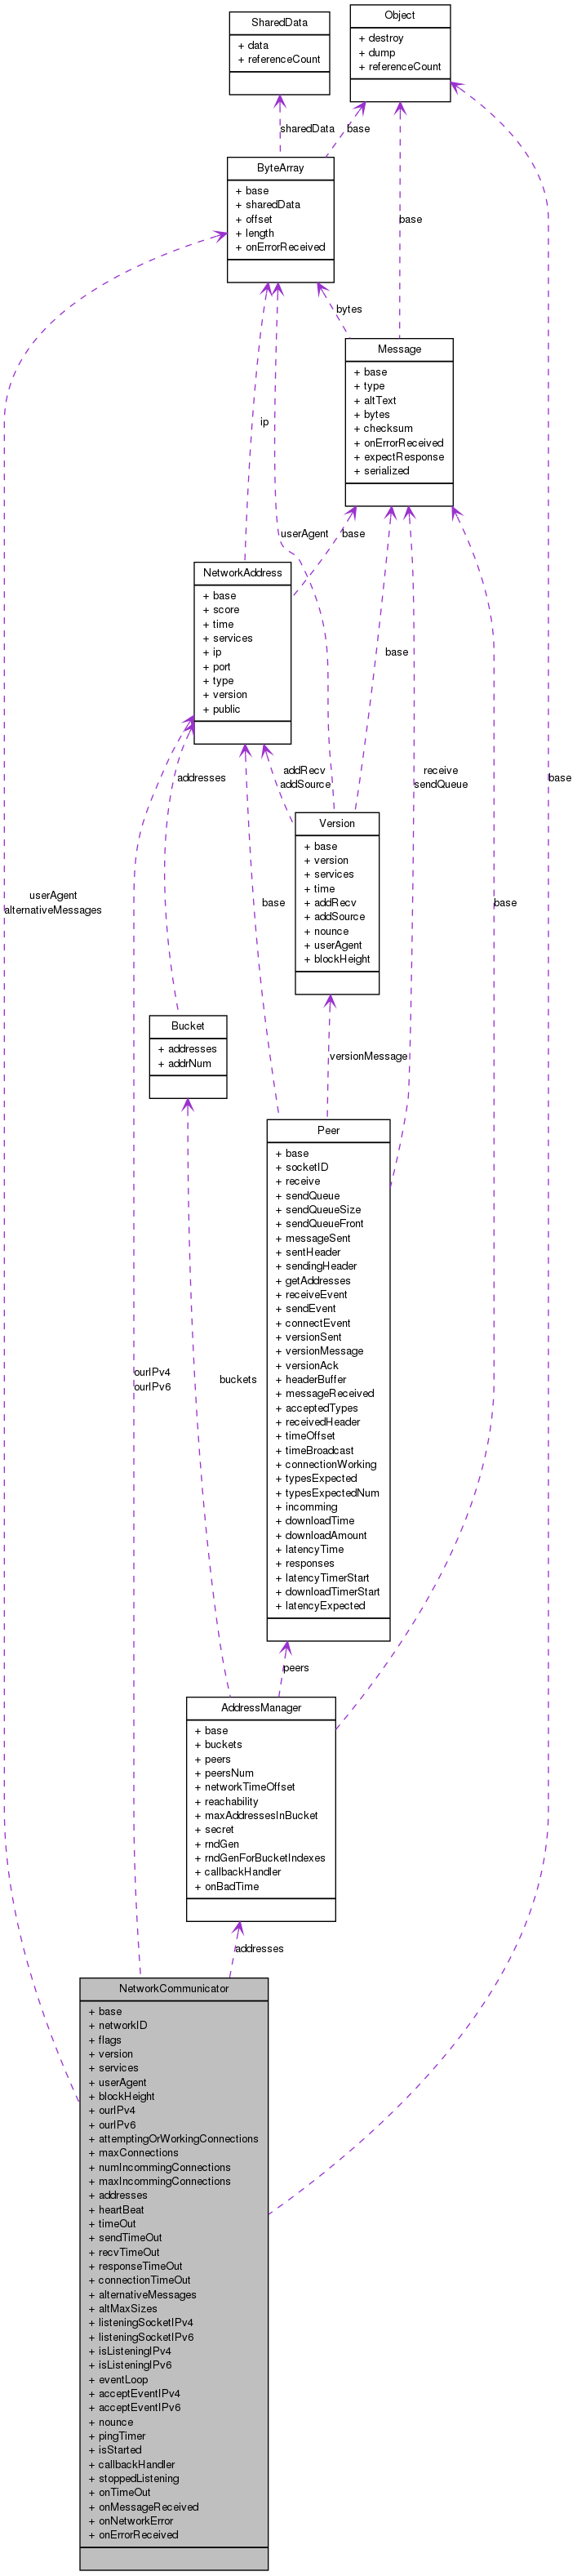 SharedData
+ data
+ referenceCount
Object
+ destroy
+ dump
+ referenceCount
sharedData
base
ByteArray
+ base
+ sharedData
+ offset
+ length
+ onErrorReceived
base
bytes
Message
+ base
+ type
+ altText
+ bytes
+ checksum
+ onErrorReceived
+ expectResponse
+ serialized
ip
userAgent
base
NetworkAddress
+ base
+ score
+ time
+ services
+ ip
+ port
+ type
+ version
+ public
base
addresses
addRecv
addSource
receive
sendQueue
base
Version
+ base
+ version
+ services
+ time
+ addRecv
+ addSource
+ nounce
+ userAgent
+ blockHeight
userAgent
alternativeMessages
base
base
Bucket
+ addresses
+ addrNum
versionMessage
Peer
+ base
+ socketID
+ receive
+ sendQueue
+ sendQueueSize
+ sendQueueFront
+ messageSent
+ sentHeader
+ sendingHeader
+ getAddresses
+ receiveEvent
+ sendEvent
+ connectEvent
+ versionSent
+ versionMessage
+ versionAck
+ headerBuffer
+ messageReceived
+ acceptedTypes
+ receivedHeader
+ timeOffset
+ timeBroadcast
+ connectionWorking
+ typesExpected
+ typesExpectedNum
+ incomming
+ downloadTime
+ downloadAmount
+ latencyTime
+ responses
+ latencyTimerStart
+ downloadTimerStart
+ latencyExpected
ourIPv4
ourIPv6
buckets
peers
AddressManager
+ base
+ buckets
+ peers
+ peersNum
+ networkTimeOffset
+ reachability
+ maxAddressesInBucket
+ secret
+ rndGen
+ rndGenForBucketIndexes
+ callbackHandler
+ onBadTime
addresses
NetworkCommunicator
+ base
+ networkID
+ flags
+ version
+ services
+ userAgent
+ blockHeight
+ ourIPv4
+ ourIPv6
+ attemptingOrWorkingConnections
+ maxConnections
+ numIncommingConnections
+ maxIncommingConnections
+ addresses
+ heartBeat
+ timeOut
+ sendTimeOut
+ recvTimeOut
+ responseTimeOut
+ connectionTimeOut
+ alternativeMessages
+ altMaxSizes
+ listeningSocketIPv4
+ listeningSocketIPv6
+ isListeningIPv4
+ isListeningIPv6
+ eventLoop
+ acceptEventIPv4
+ acceptEventIPv6
+ nounce
+ pingTimer
+ isStarted
+ callbackHandler
+ stoppedListening
+ onTimeOut
+ onMessageReceived
+ onNetworkError
+ onErrorReceived